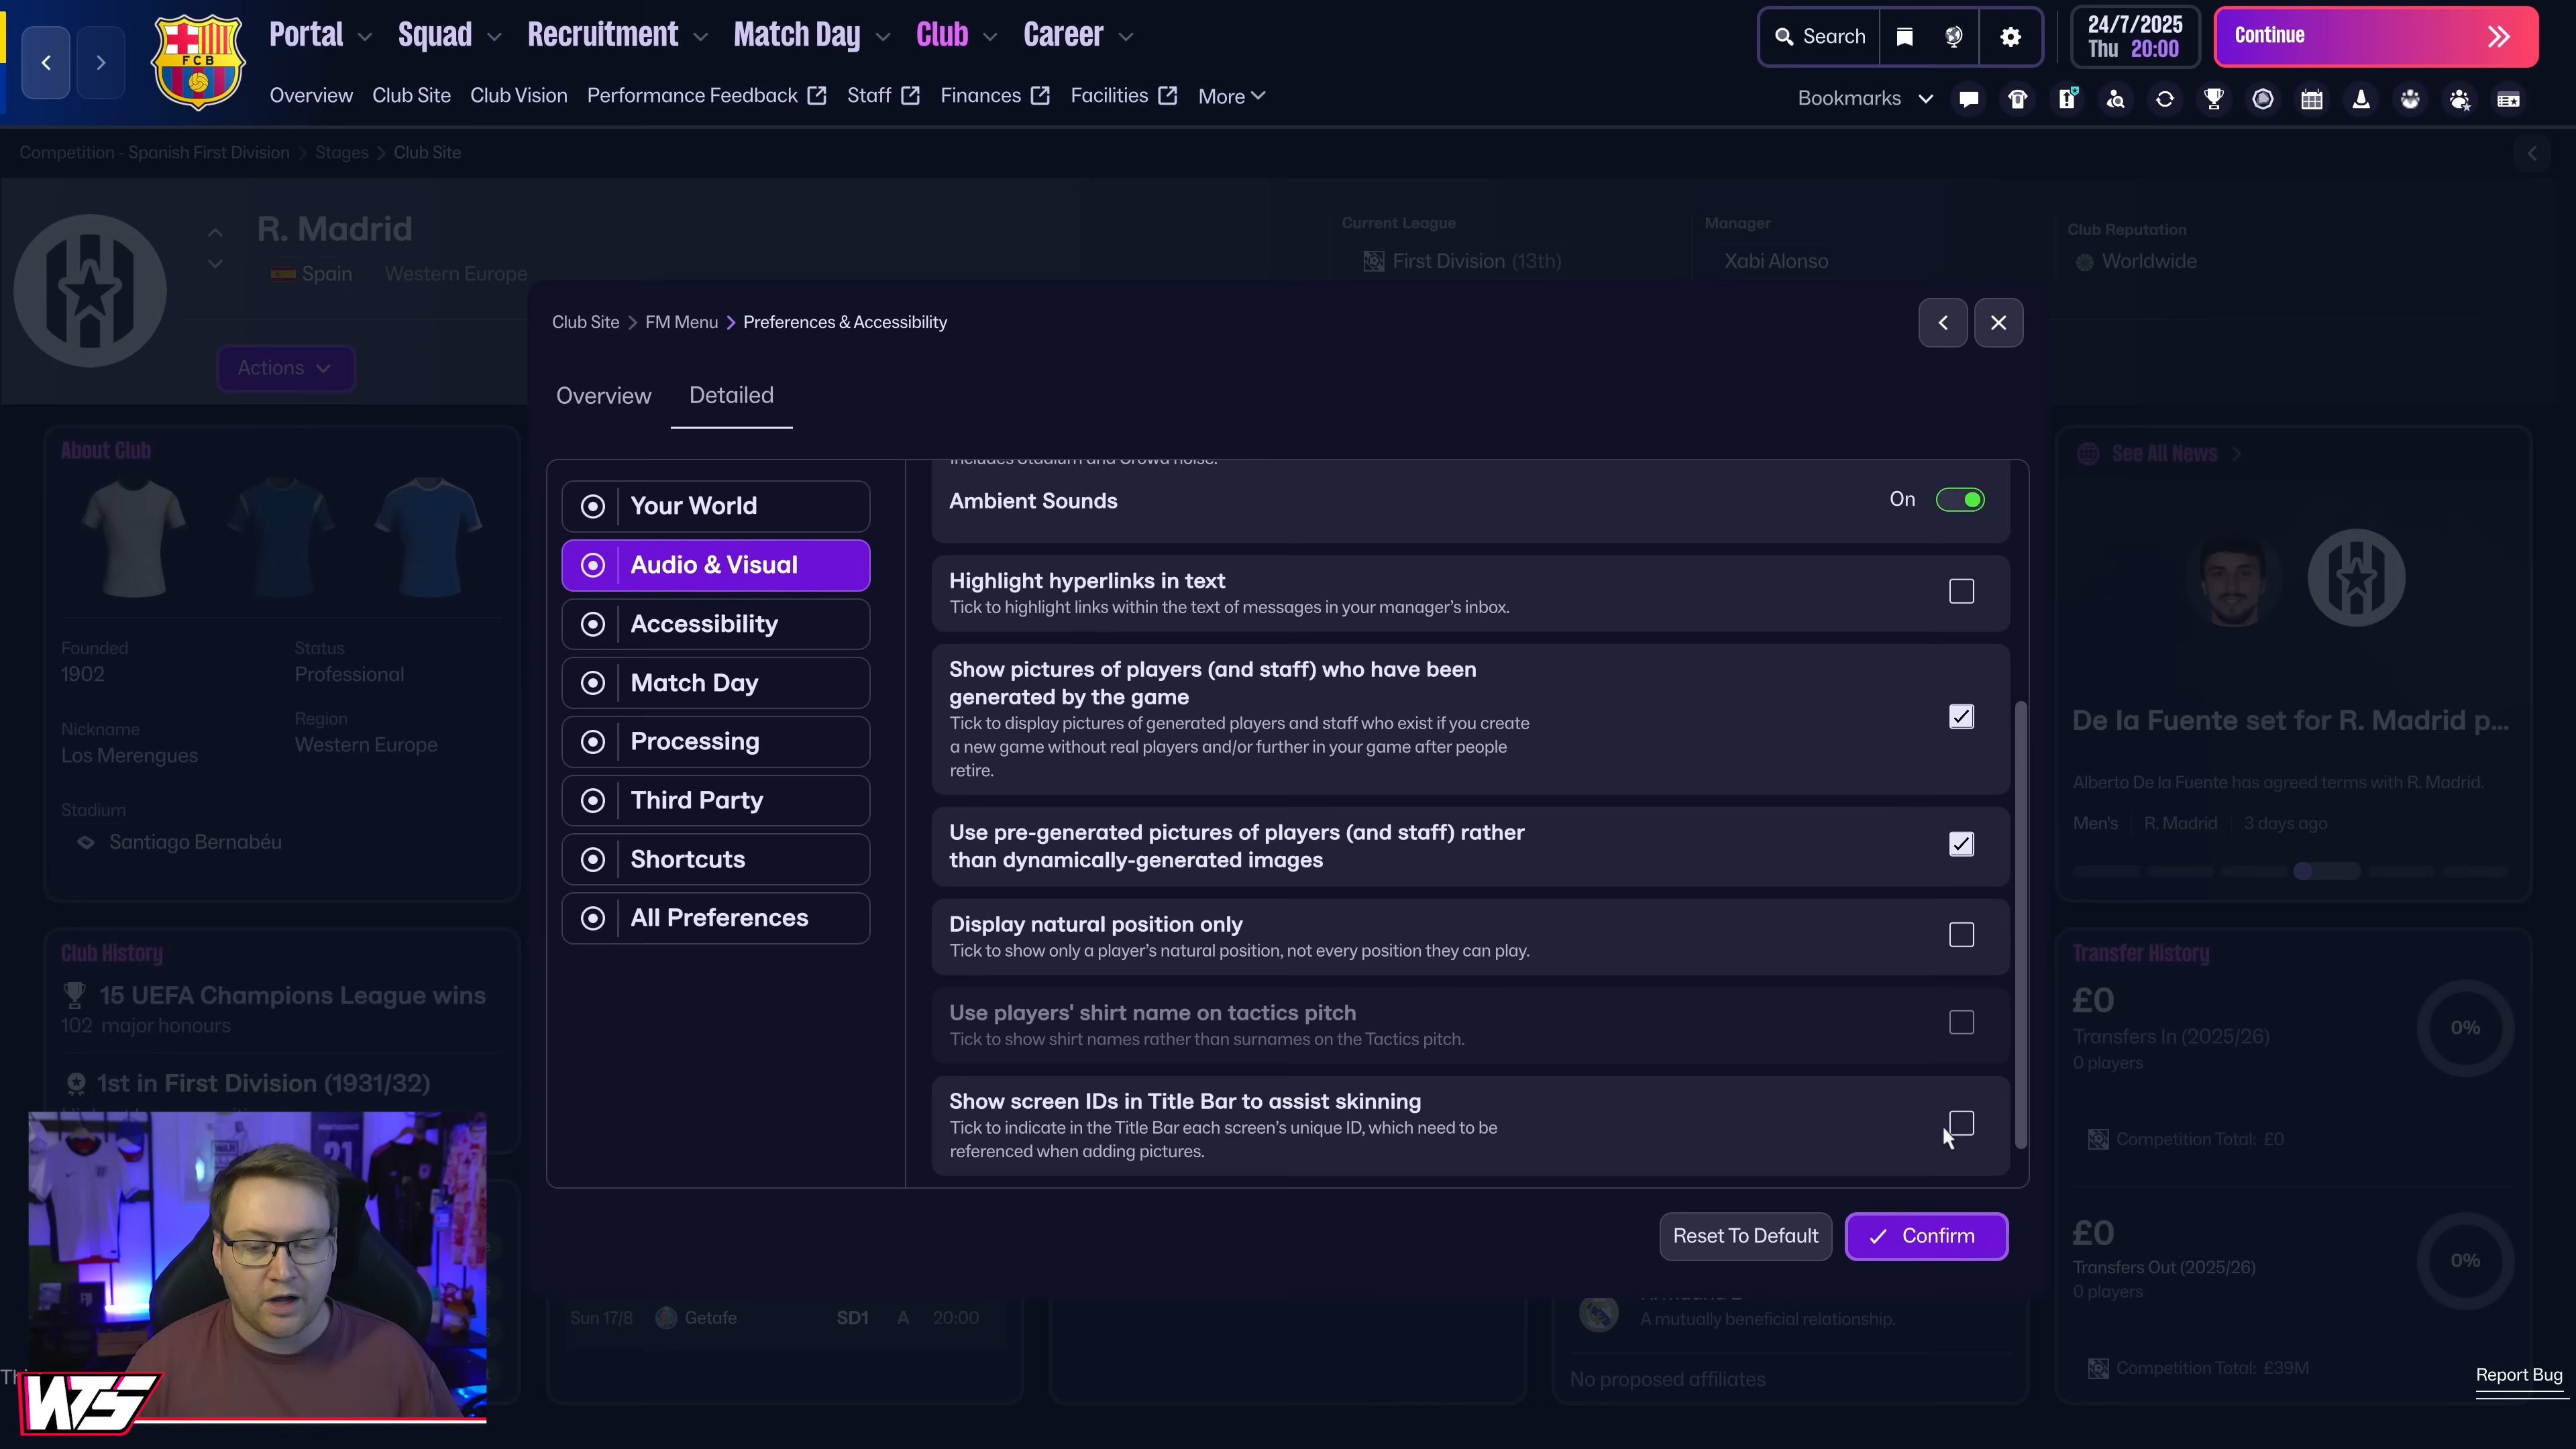 Portal
Squad
Recruitment
Match Day
Club
Career
Search
24/7/2025
Thu 20:00
Continue
Overview
Club Site
Club Vision
Performance Feedback
Staff
Finances
Facilities
More
Bookmarks
FCB
Competition - Spanish First Division > Stages > Club Site
R. Madrid
Spain
Western Europe
Current League
First Division (13th)
Manager
Xabi Alonso
Club Reputation
Worldwide
Actions
Club Site > FM Menu > Preferences & Accessibility
Overview
Detailed
Your World
Audio & Visual
Accessibility
Match Day
Processing
Third Party
Shortcuts
All Preferences
Includes Stadium and Crowd noise.
Ambient Sounds
On
Highlight hyperlinks in text
Tick to highlight links within the text of messages in your manager's inbox.
Show pictures of players (and staff) who have been
generated by the game
Tick to display pictures of generated players and staff who exist if you create
a new game without real players and/or further in your game after people
retire.
Use pre-generated pictures of players (and staff) rather
than dynamically-generated images
Display natural position only
Tick to show only a player's natural position, not every position they can play.
Use players' shirt name on tactics pitch
Tick to show shirt names rather than surnames on the Tactics pitch.
Show screen IDs in Title Bar to assist skinning
Tick to indicate in the Title Bar each screen's unique ID, which need to be
referenced when adding pictures.
Reset To Default
Confirm
About Club
Founded
1902
Status
Professional
Nickname
Los Merengues
Region
Western Europe
Stadium
Santiago Bernabéu
Club History
15 UEFA Champions League wins
102 major honours
1st in First Division (1931/32)
See All News
De la Fuente set for R. Madrid p...
Alberto De la Fuente has agreed terms with R. Madrid.
Men's
R. Madrid
3 days ago
Transfer History
£0
Transfers In (2025/26)
0 players
0%
Competition Total: £0
£0
Transfers Out (2025/26)
0 players
0%
Competition Total: £39M
Sun 17/8
Getafe
SD1
A
20:00
A mutually beneficial relationship.
No proposed affiliates
Report Bug
21
WTS